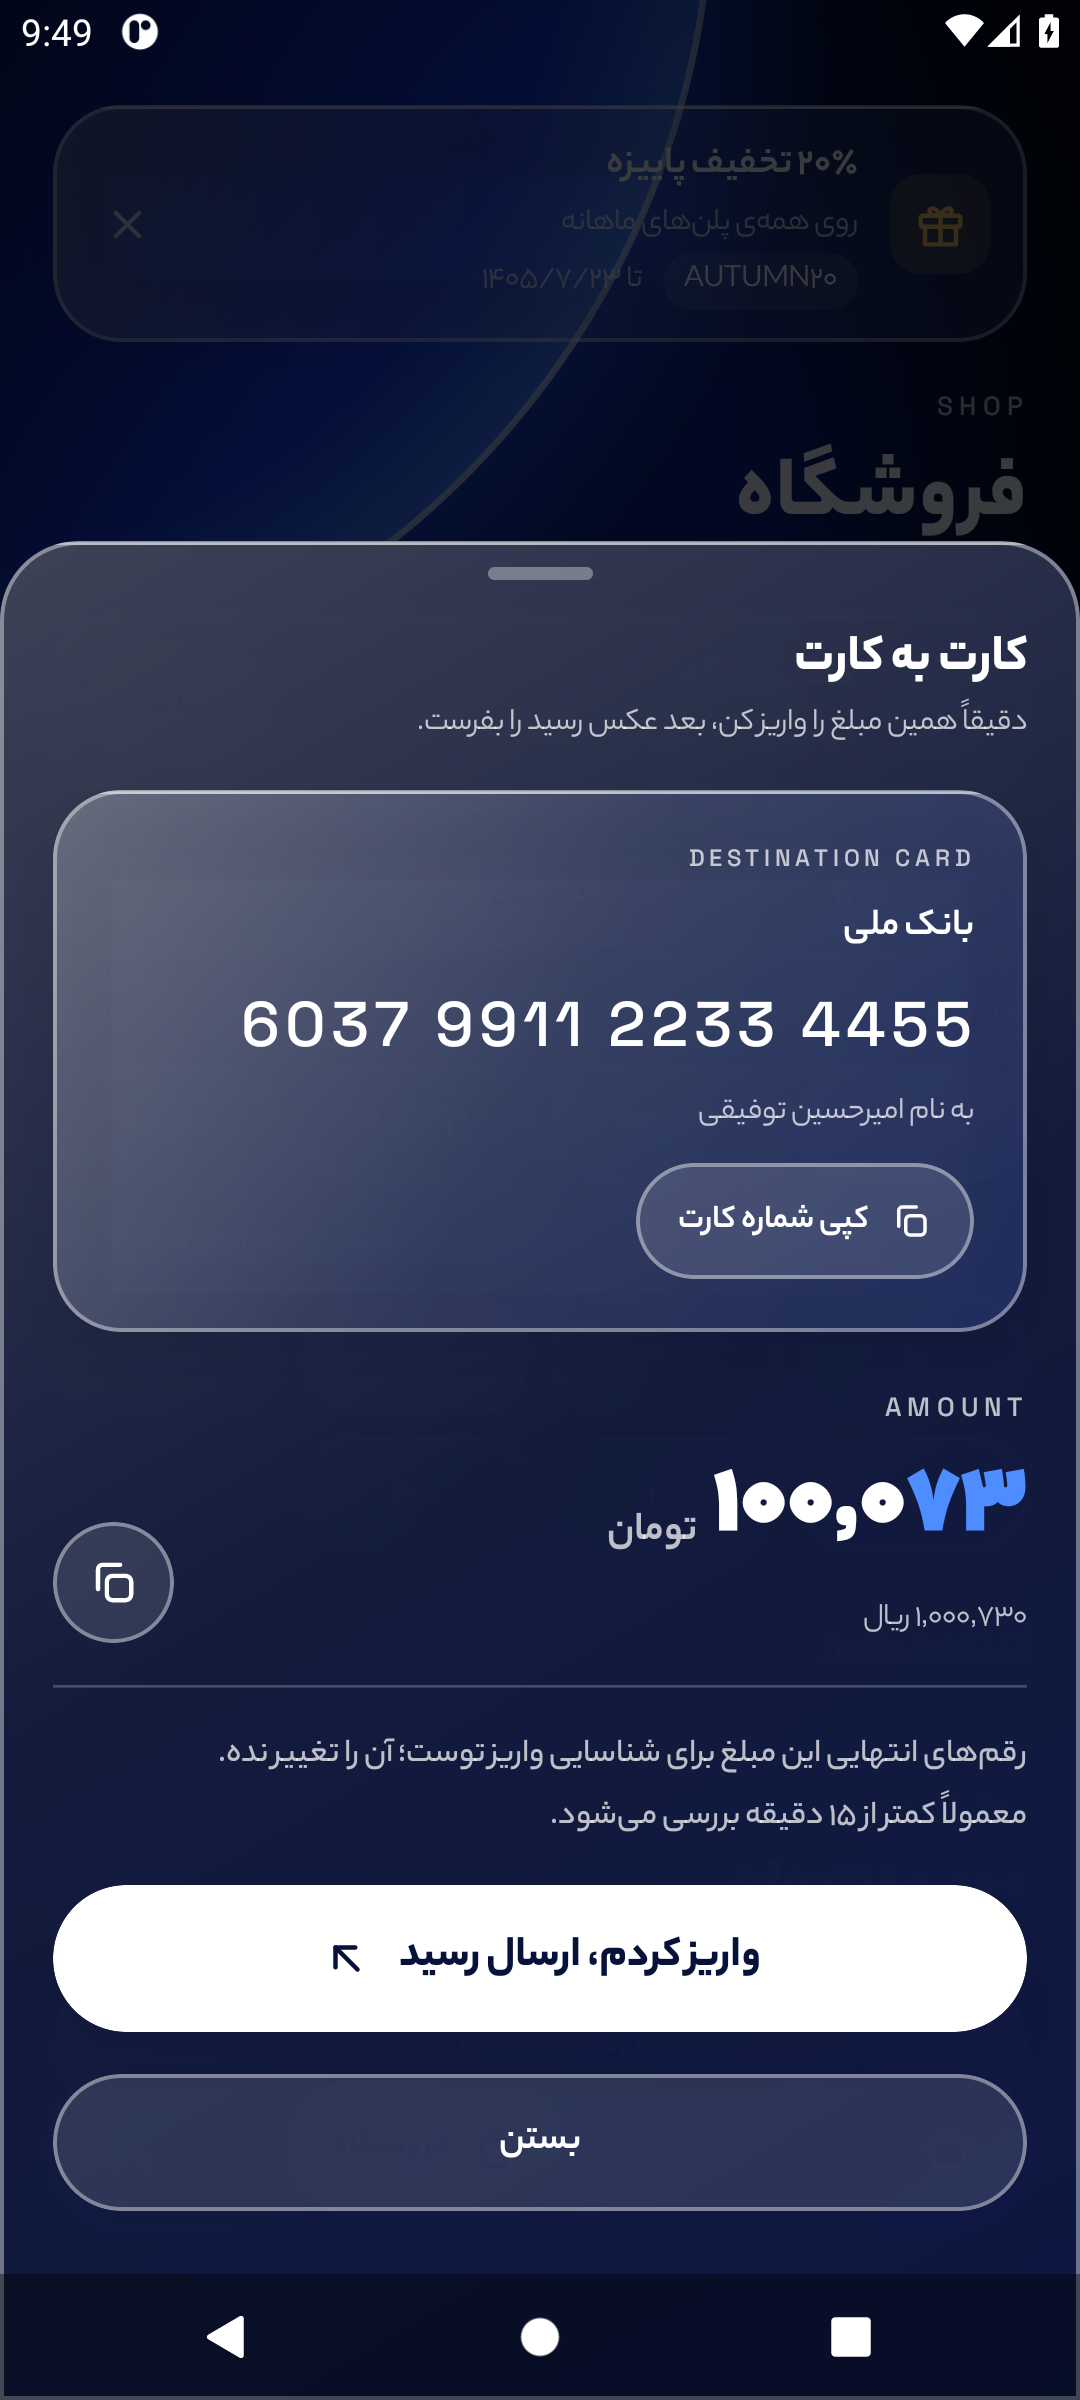 9:49
۲۰% تخفیف پاییزه
روی همه‌ی پلن‌های ماهانه
AUTUMN۲۰ تا ۱۴۰۵/۷/۲۳
SHOP
فروشگاه
کارت به کارت
دقیقاً همین مبلغ را واریز کن، بعد عکس رسید را بفرست.
DESTINATION CARD
بانک ملی
6037 9911 2233 4455
به نام امیرحسین توفیقی
کپی شماره کارت
AMOUNT
۱۰۰,۰۷۳ تومان
۱,۰۰۰,۷۳۰ ریال
رقم‌های انتهایی این مبلغ برای شناسایی واریز توست؛ آن را تغییر نده.
معمولاً کمتر از ۱۵ دقیقه بررسی می‌شود.
واریز کردم، ارسال رسید
بستن